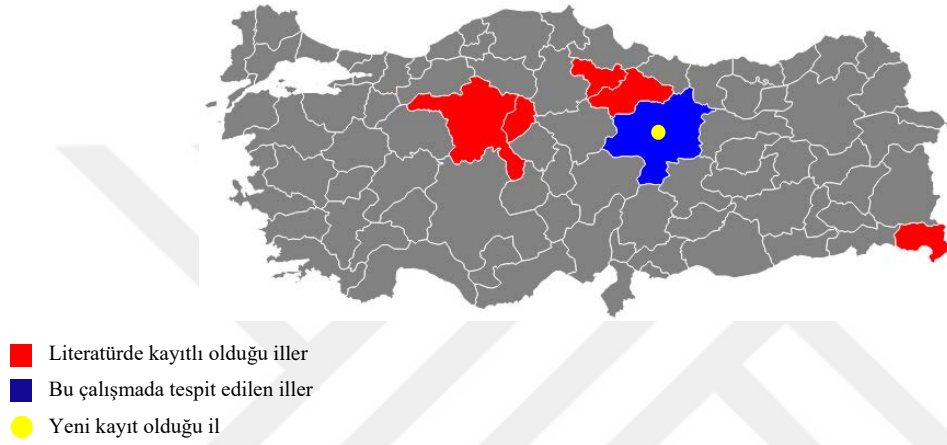 Literatürde kayıtlı olduğu iller
Bu çalışmada tespit edilen iller
Yeni kayıt olduğu il